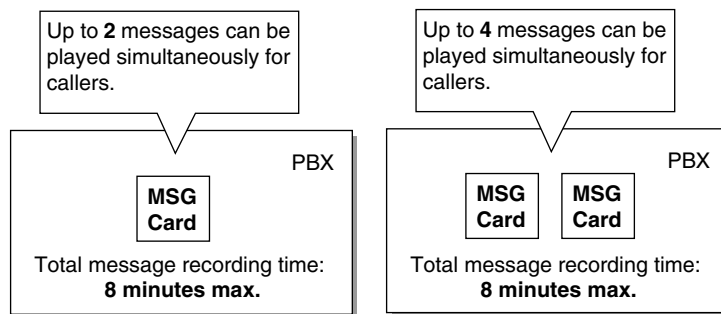 Up to 2 messages can be
played simultaneously for
callers.
PBX
MSG
Card
Total message recording time:
8 minutes max.
Up to 4 messages can be
played simultaneously for
callers.
PBX
MSG
Card
MSG
Card
Total message recording time:
8 minutes max.